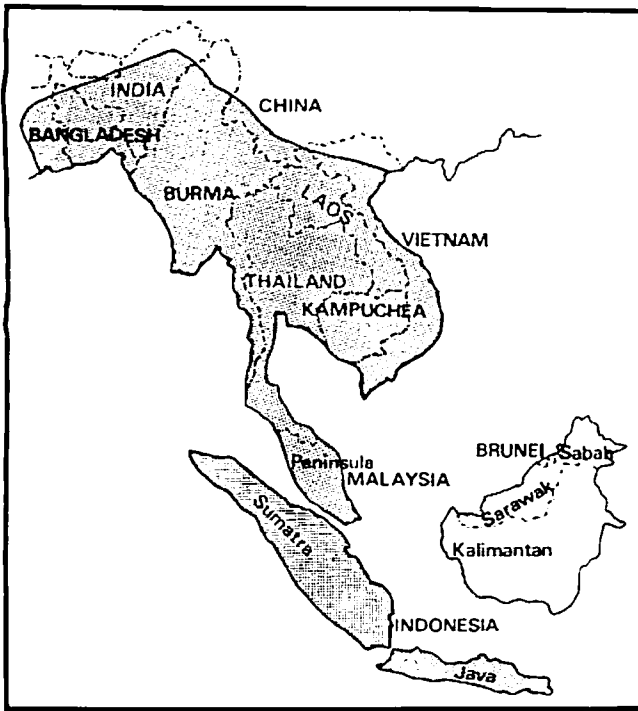 INDIA
CHINA
BANGLADESH
BURMA
LAOS
VIETNAM
THAILAND
KAMPUCHEA
BRUNEI
Sabah
Peninsula
MALAYSIA
Sarawak
Sumatra
Kalimantan
INDONESIA
Java